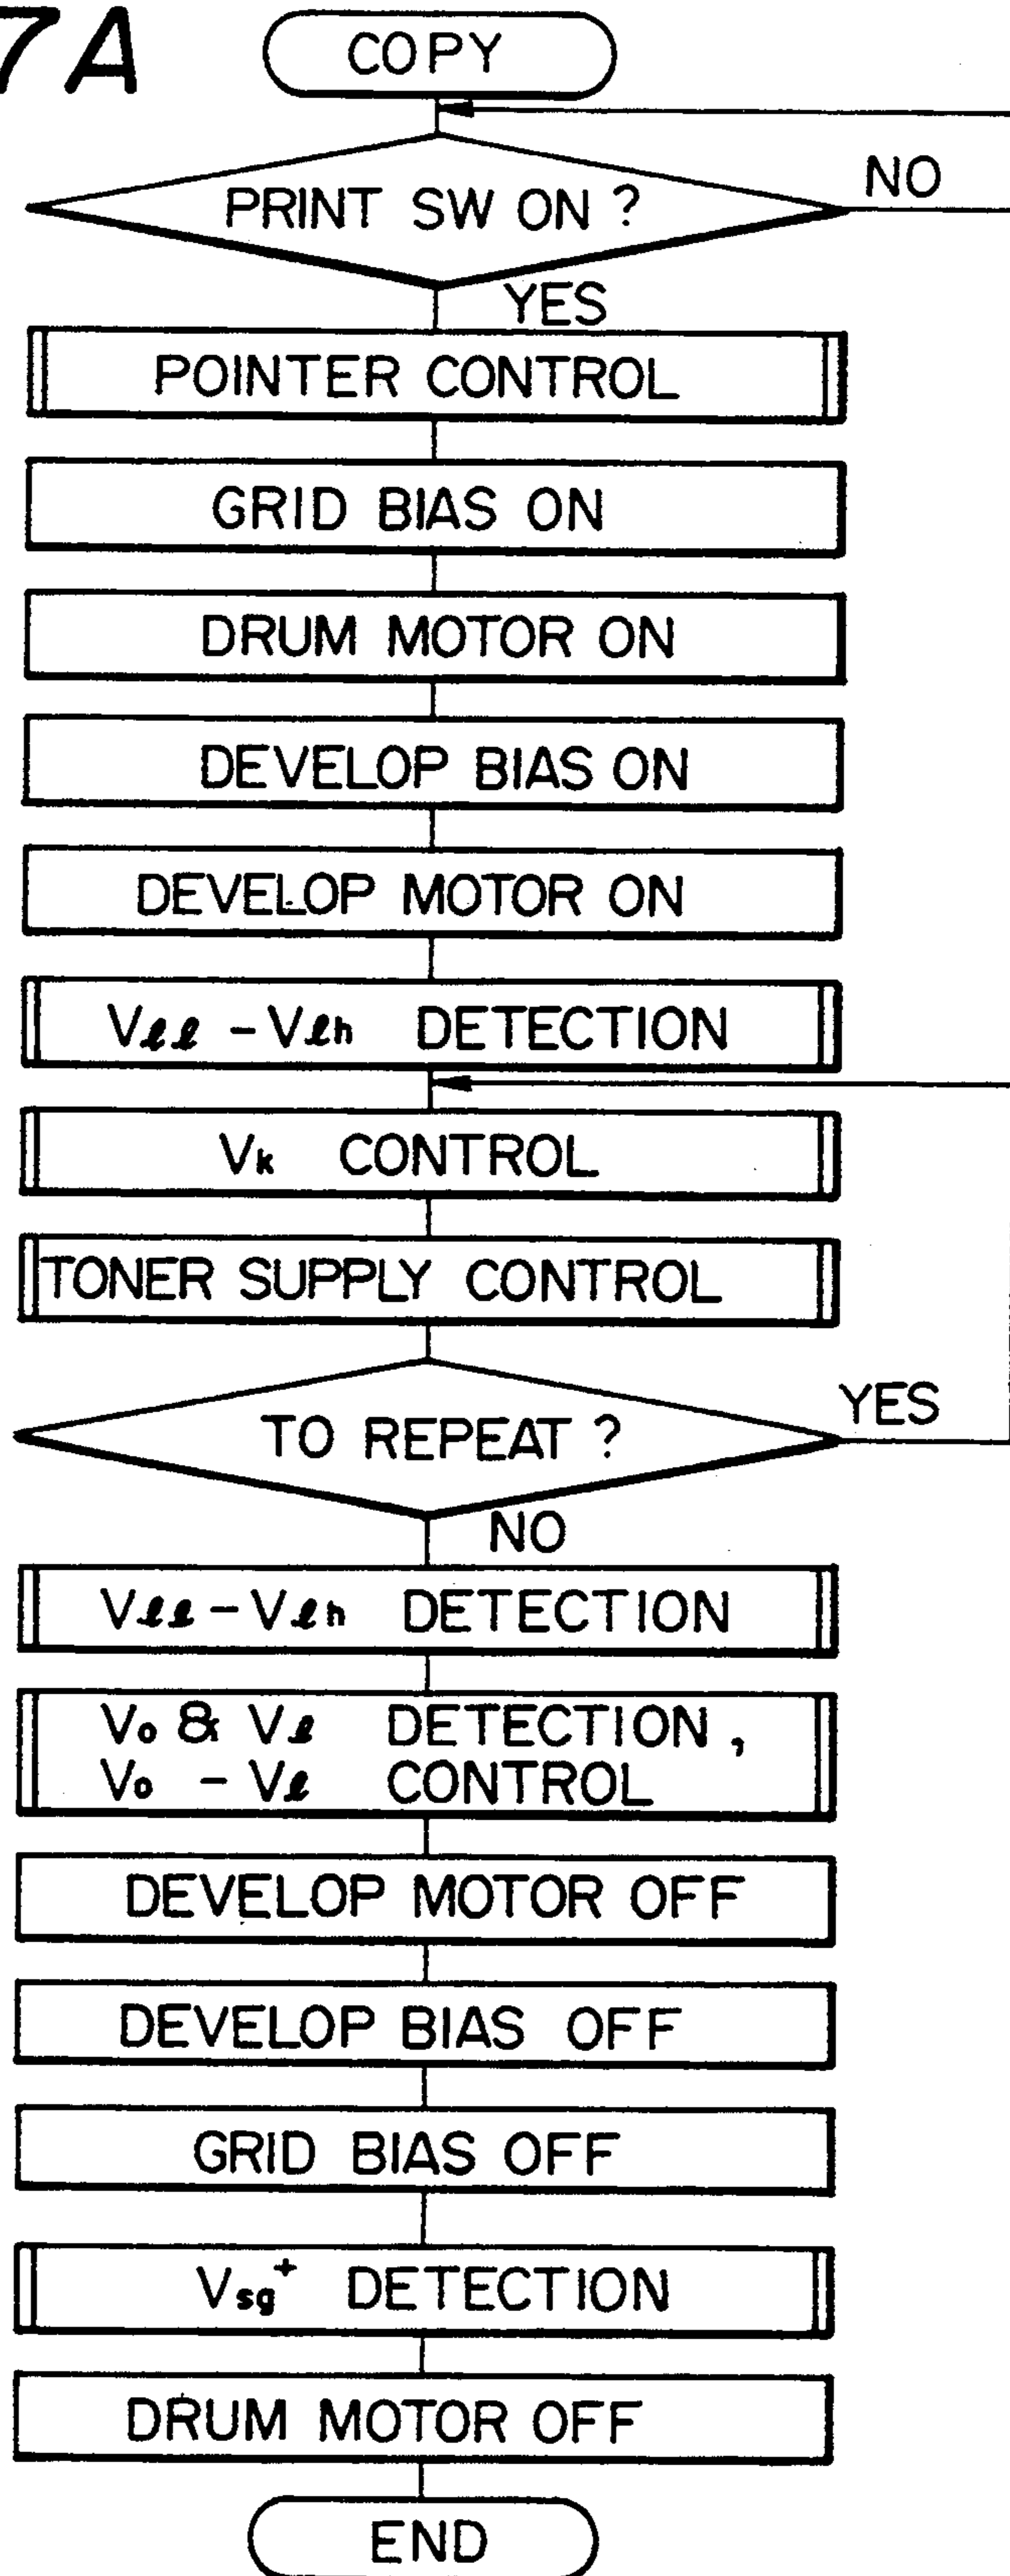 7A
COPY
PRINT SW ON ?
NO
YES
POINTER CONTROL
GRID BIAS ON
DRUM MOTOR ON
DEVELOP BIAS ON
DEVELOP MOTOR ON
Vℓℓ - Vℓh DETECTION
Vk CONTROL
TONER SUPPLY CONTROL
TO REPEAT ?
YES
NO
Vℓℓ - Vℓh DETECTION
Vo & Vℓ DETECTION,
Vo - Vℓ CONTROL
DEVELOP MOTOR OFF
DEVELOP BIAS OFF
GRID BIAS OFF
Vsg+ DETECTION
DRUM MOTOR OFF
END